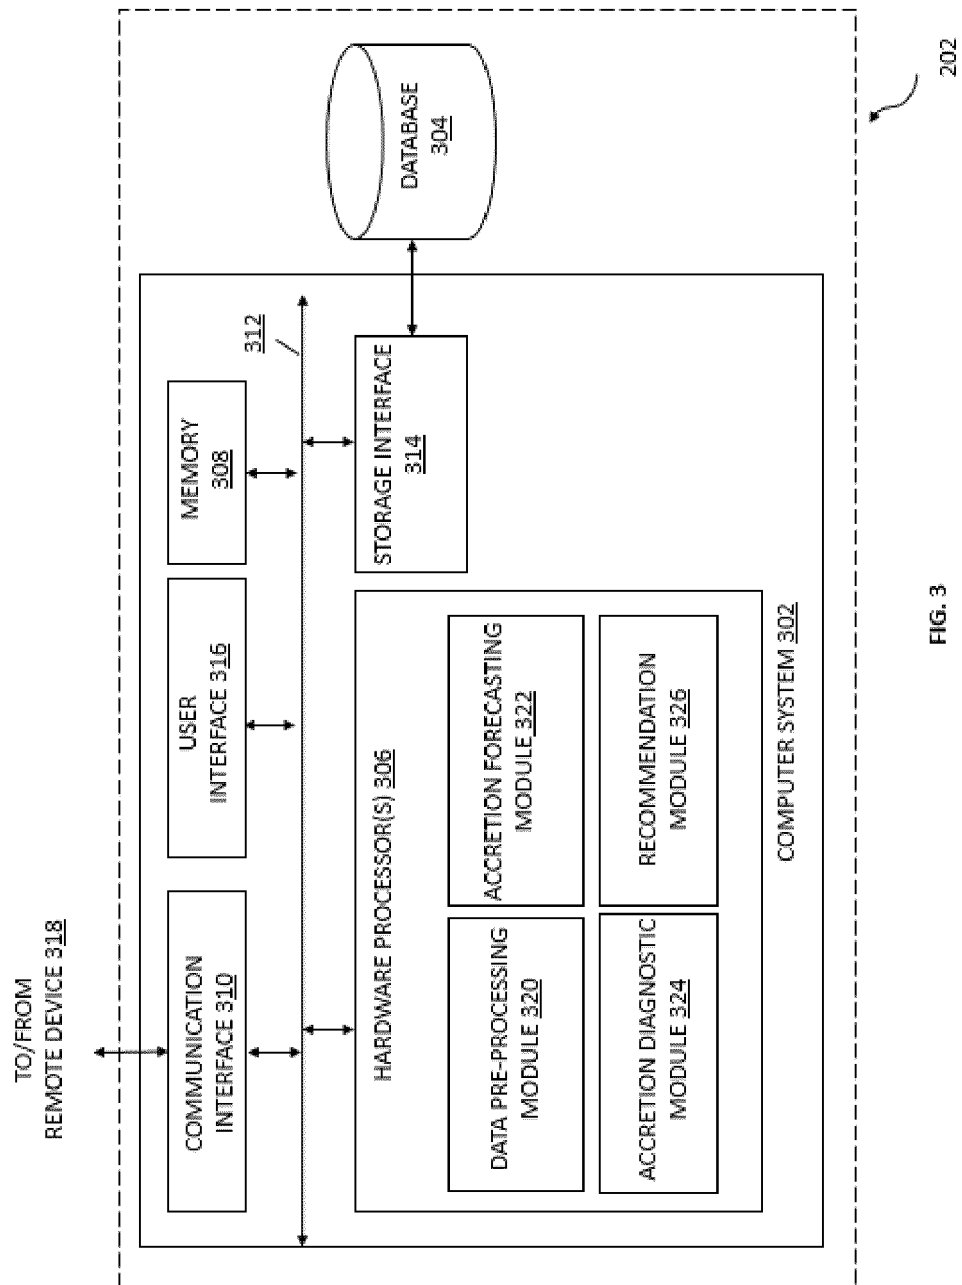 TO/FROM
REMOTE DEVICE 318
COMMUNICATION
INTERFACE 310
USER
INTERFACE 316
MEMORY
308
312
HARDWARE PROCESSOR(S) 306
DATA PRE-PROCESSING
MODULE 320
ACCRETION FORECASTING
MODULE 322
ACCRETION DIAGNOSTIC
MODULE 324
RECOMMENDATION
MODULE 326
STORAGE INTERFACE
314
DATABASE
304
COMPUTER SYSTEM 302
202
FIG. 3